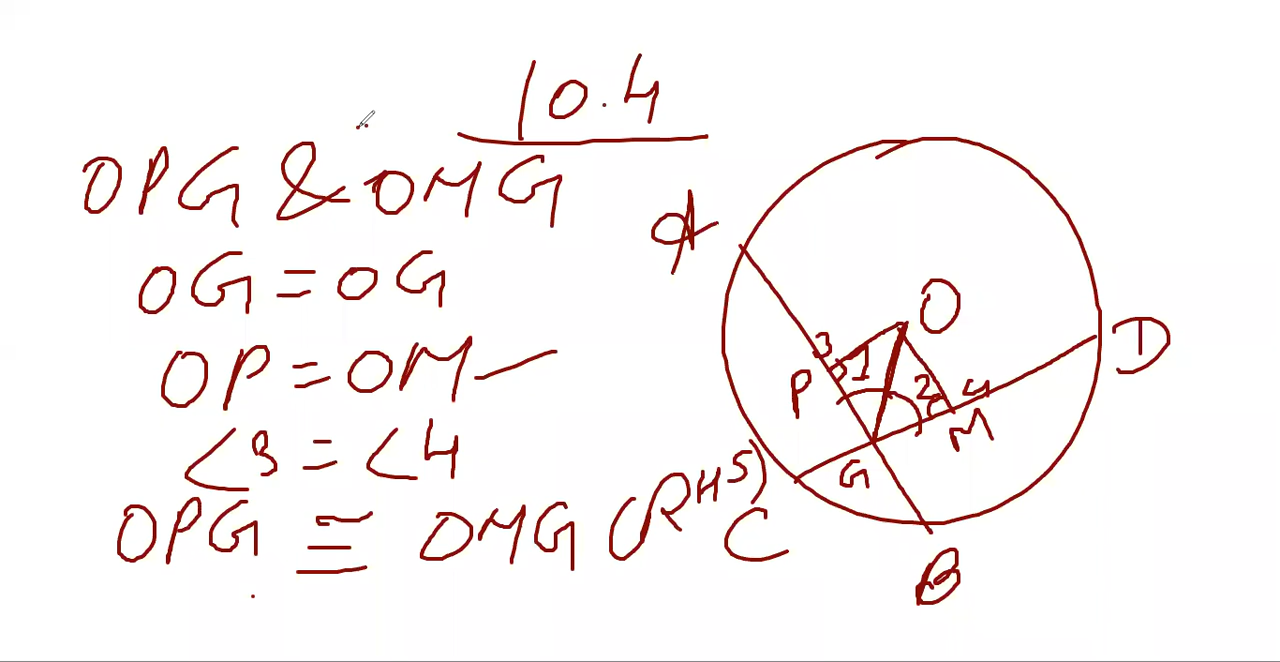 10.4
OPG & OMG
OG = OG
OP = OM
<3 = <4
OPG ≅ OMG (RHS)
A
O
D
3
1
P
2
4
M
G
C
B